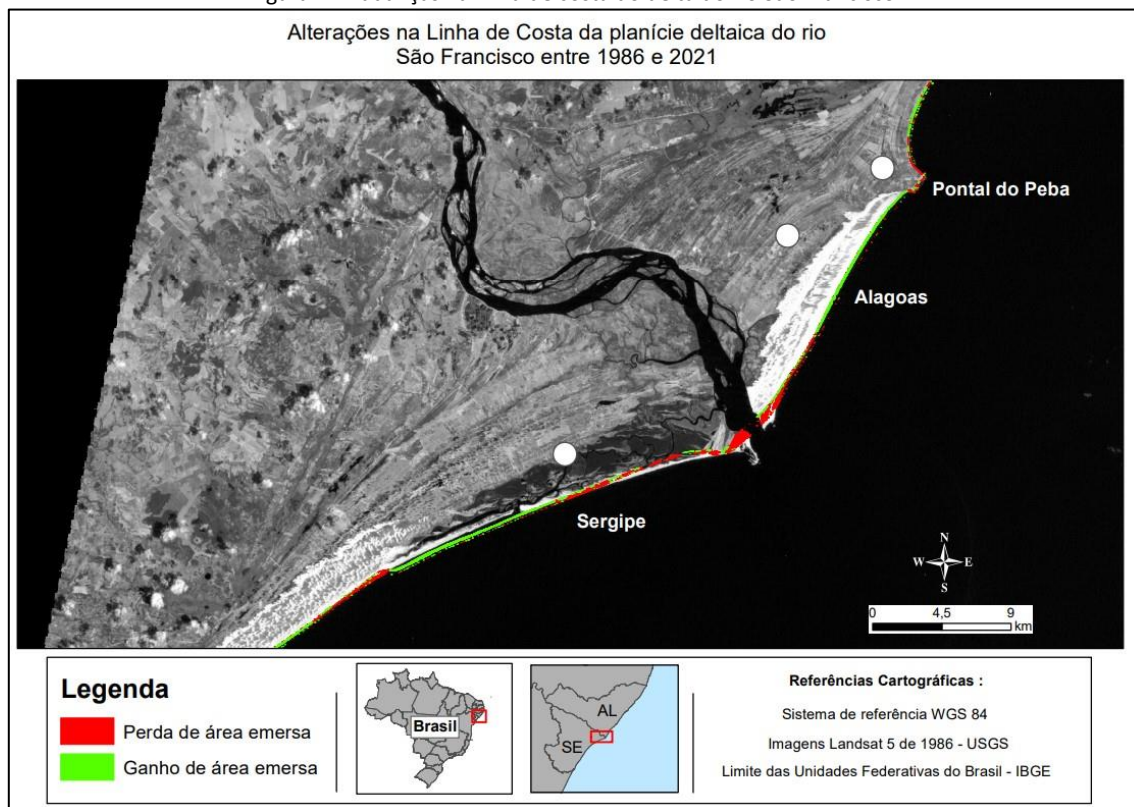 Alterações na Linha de Costa da planície deltaica do rio
São Francisco entre 1986 e 2021
Pontal do Peba
Alagoas
Sergipe
N
W E
S
0 4,5 9
km
Legenda
Perda de área emersa
Ganho de área emersa
Brasil
AL
SE
Referências Cartográficas :
Sistema de referência WGS 84
Imagens Landsat 5 de 1986 - USGS
Limite das Unidades Federativas do Brasil - IBGE